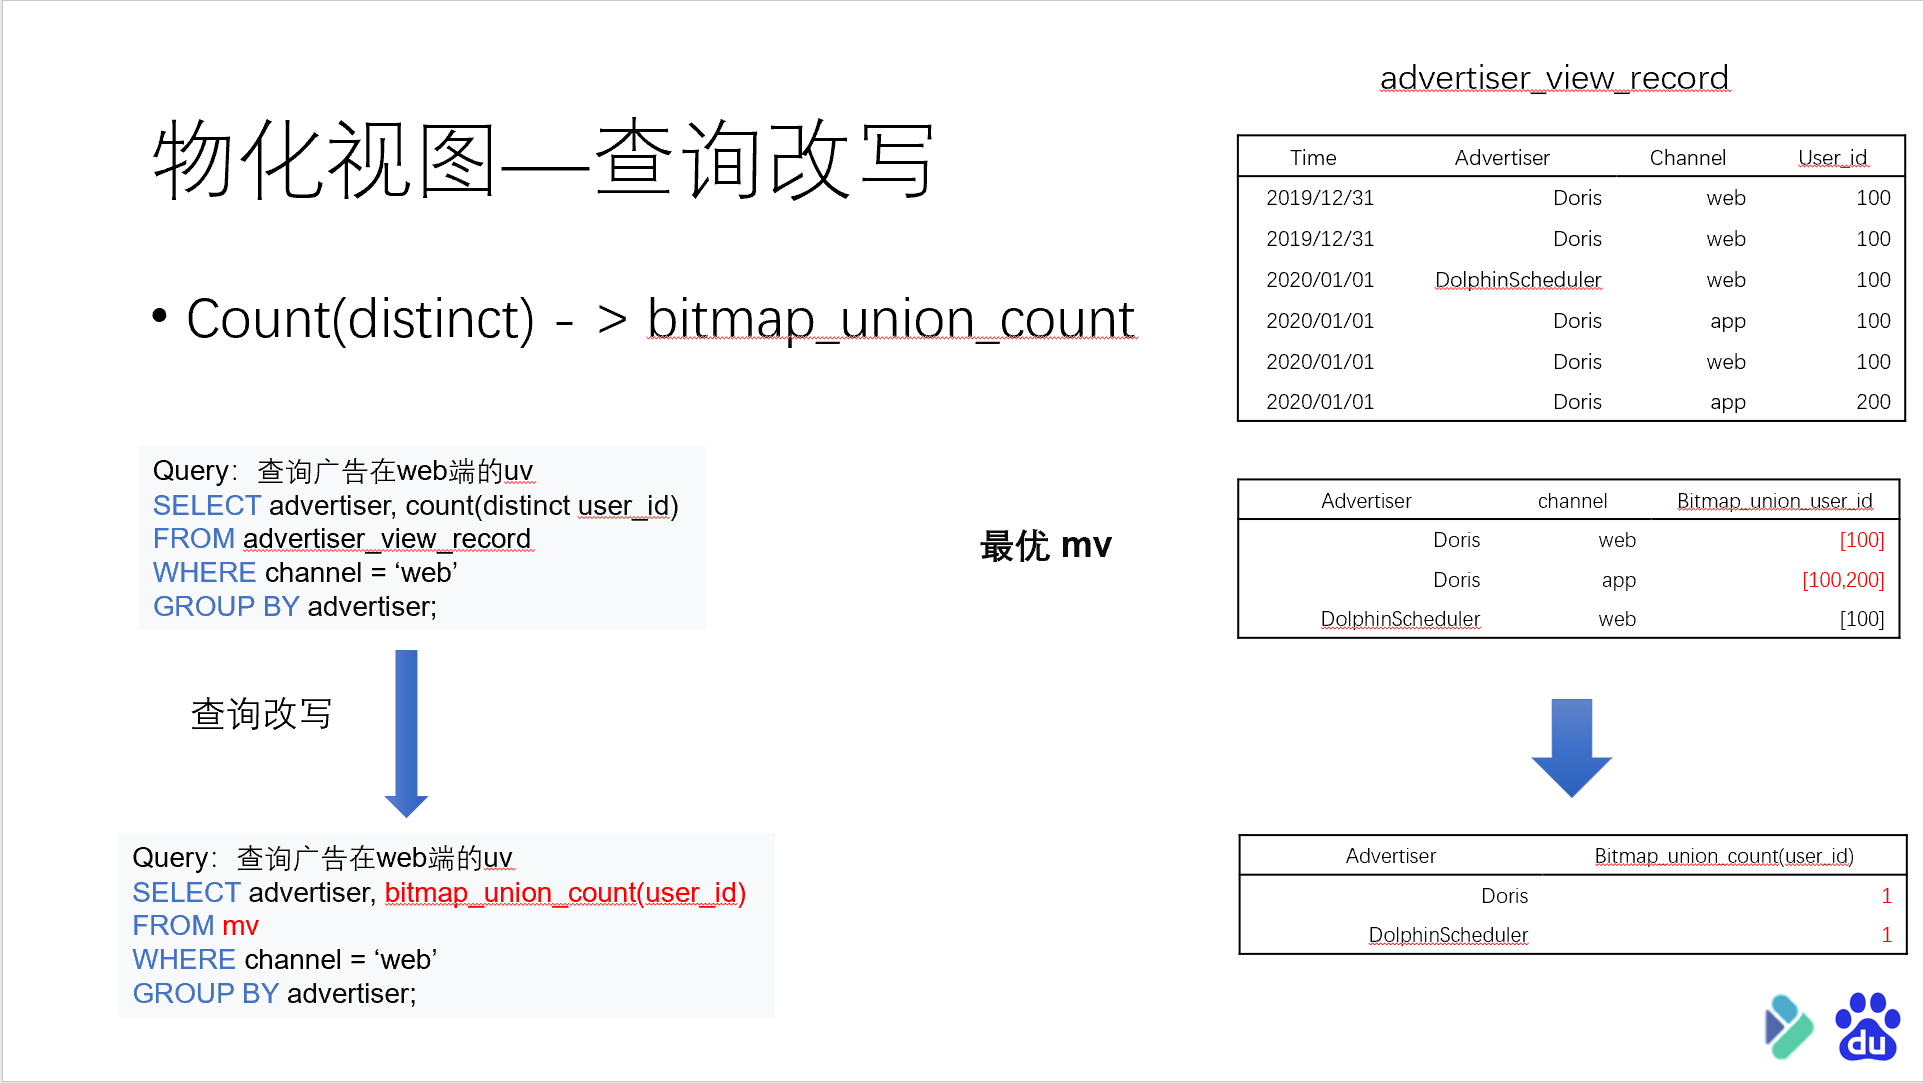 物化视图—查询改写
• Count(distinct) - > bitmap_union_count
Query：查询广告在web端的uv
SELECT advertiser, count(distinct user_id)
FROM advertiser_view_record
WHERE channel = ‘web’
GROUP BY advertiser;
查询改写
Query：查询广告在web端的uv
SELECT advertiser, bitmap_union_count(user_id)
FROM mv
WHERE channel = ‘web’
GROUP BY advertiser;
advertiser_view_record
Time Advertiser Channel User_id
2019/12/31 Doris web 100
2019/12/31 Doris web 100
2020/01/01 DolphinScheduler web 100
2020/01/01 Doris app 100
2020/01/01 Doris web 100
2020/01/01 Doris app 200
最优 mv
Advertiser channel Bitmap_union_user_id
Doris web [100]
Doris app [100,200]
DolphinScheduler web [100]
Advertiser Bitmap_union_count(user_id)
Doris 1
DolphinScheduler 1
du